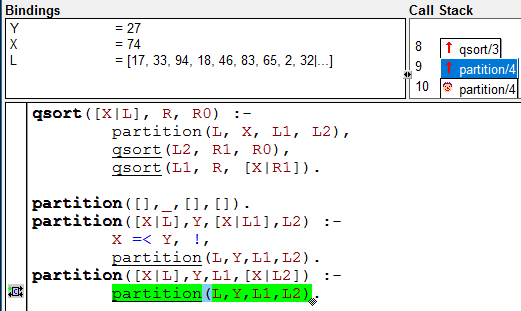 Bindings
Y = 27
X = 74
L = [17, 33, 94, 18, 46, 83, 65, 2, 32|...]
Call Stack
8 qsort/3
9 partition/4
10 partition/4
qsort([X|L], R, R0) :-
partition(L, X, L1, L2),
qsort(L2, R1, R0),
qsort(L1, R, [X|R1]).
partition([],_,[],[]).
partition([X|L],Y,[X|L1],L2) :-
X =< Y, !,
partition(L,Y,L1,L2).
partition([X|L],Y,L1,[X|L2]) :-
partition(L,Y,L1,L2).